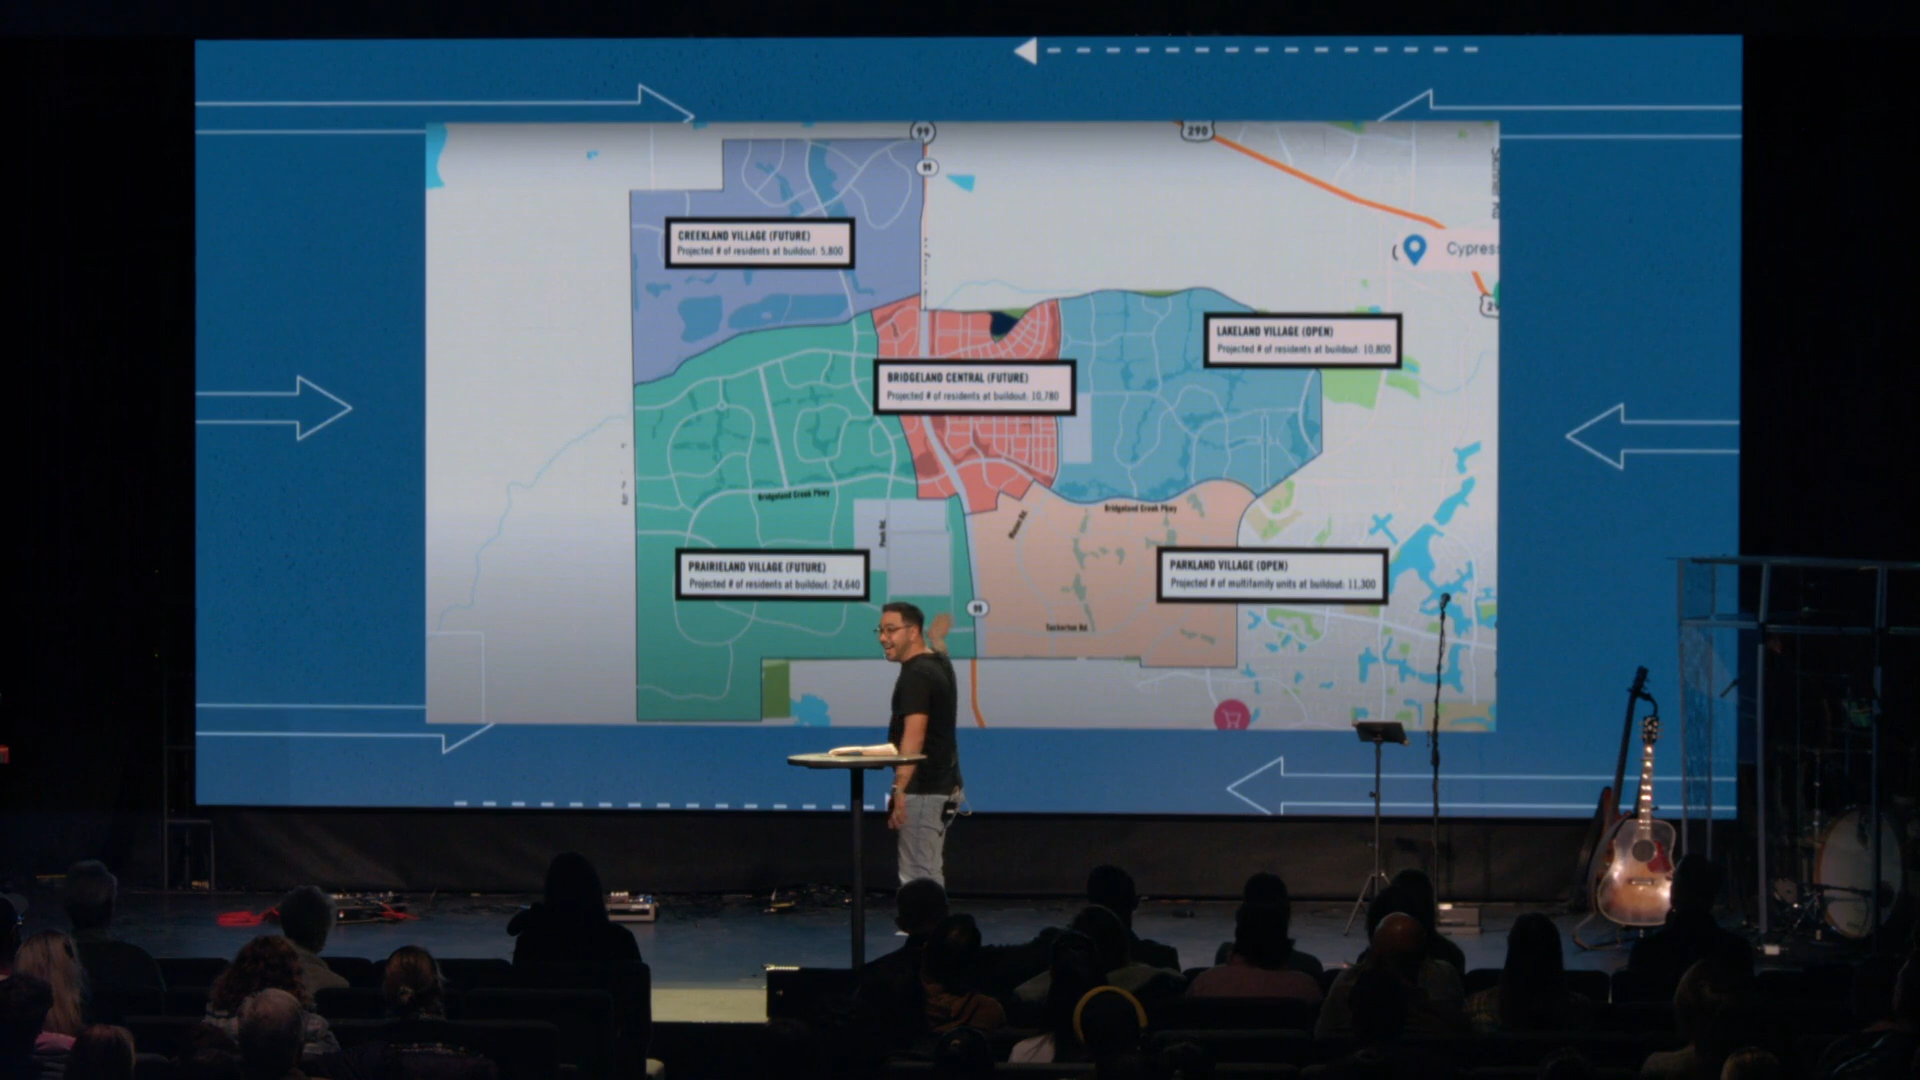 99
290
99
Cypress
29
CREEKLAND VILLAGE (FUTURE)
Projected # of residents at buildout: 5,800
LAKELAND VILLAGE (OPEN)
Projected # of residents at buildout: 10,800
BRIDGELAND CENTRAL (FUTURE)
Projected # of residents at buildout: 10,780
Bridgeland Creek Pkwy
Bridgeland Creek Pkwy
PRAIRIELAND VILLAGE (FUTURE)
Projected # of residents at buildout: 24,640
PARKLAND VILLAGE (OPEN)
Projected # of multifamily units at buildout: 11,300
99
Tuckerton Rd